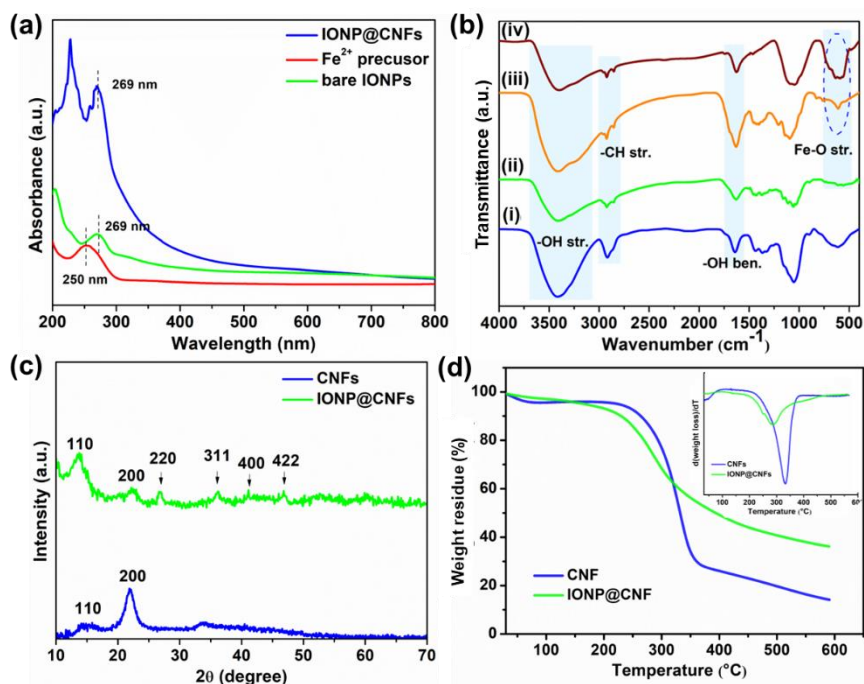 (a)
IONP@CNFs
Fe2+ precusor
bare IONPs
269 nm
269 nm
250 nm
Absorbance (a.u.)
200 300 400 500 600 700 800
Wavelength (nm)
(b)
(iv)
(iii)
(ii)
(i)
-CH str.
Fe-O str.
-OH str.
-OH ben.
Transmittance (a.u.)
4000 3500 3000 2500 2000 1500 1000 500
Wavenumber (cm-1)
(c)
CNFs
IONP@CNFs
110
200
220
311
400
422
110
200
Intensity (a.u.)
10 20 30 40 50 60 70
2θ (degree)
(d)
100
80
60
40
20
0
Weight residue (%)
CNF
IONP@CNF
100 200 300 400 500 600
Temperature (°C)
d(weight loss)/dT
CNFs
IONP@CNFs
100 200 300 400 500 600
Temperature (°C)